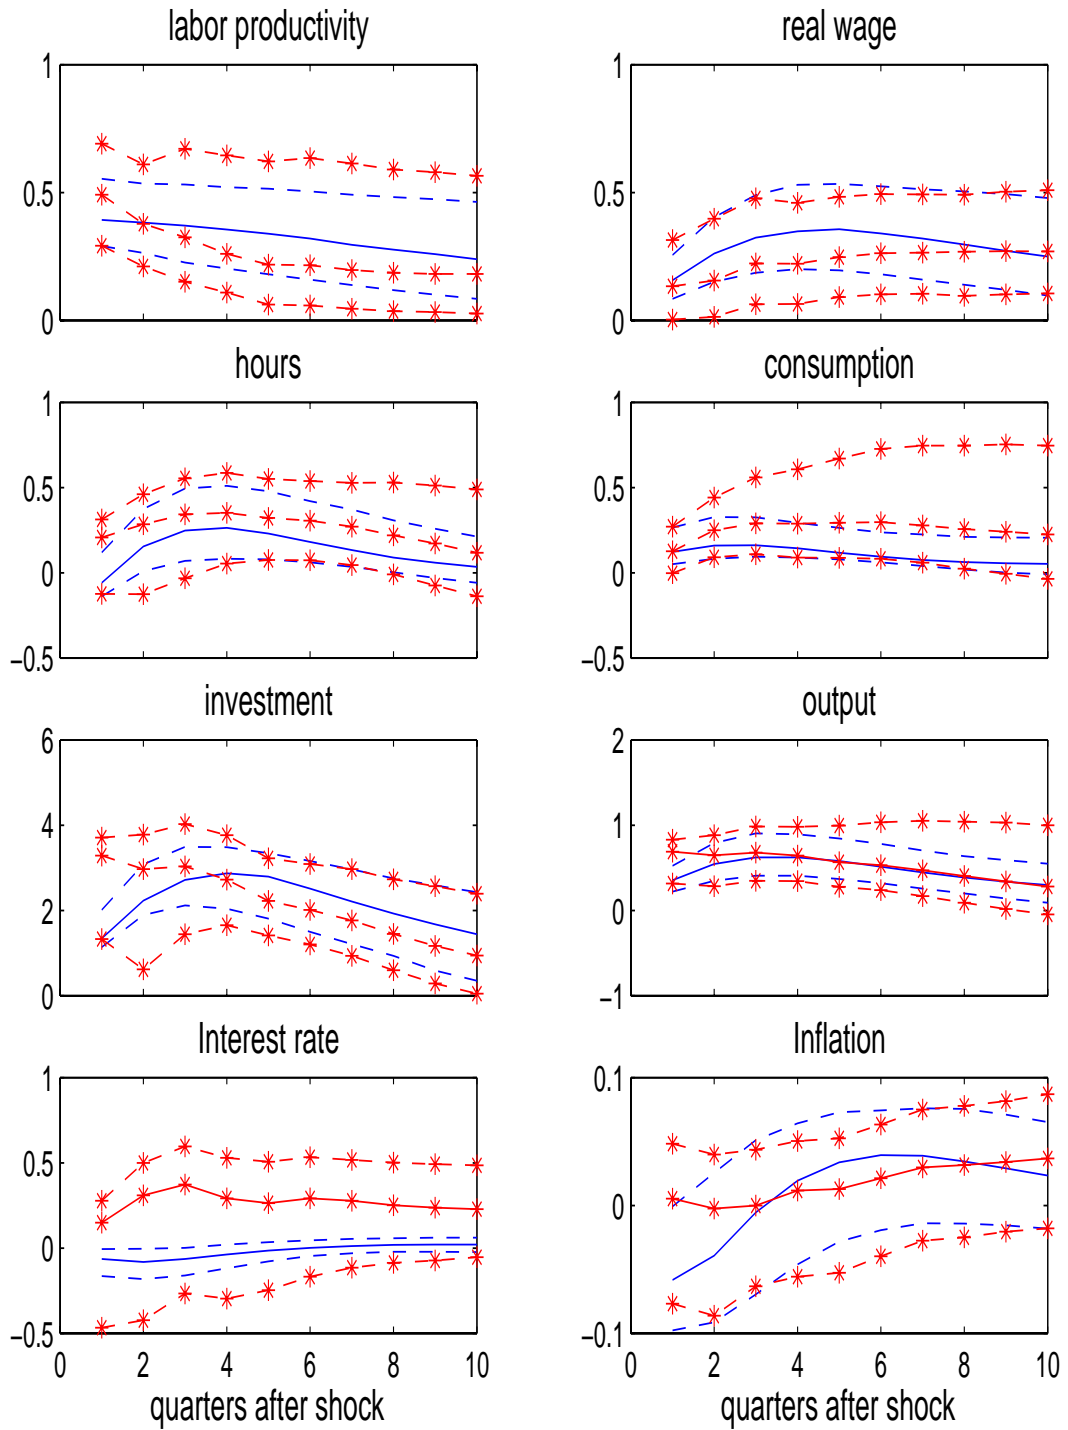 labor productivity
real wage
1
0.5
0
1
0.5
0
hours
consumption
1
0.5
0
−0.5
1
0.5
0
−0.5
investment
output
6
4
2
0
2
1
0
−1
Interest rate
Inflation
1
0.5
0
−0.5
0.1
0
−0.1
0 2 4 6 8 10
0 2 4 6 8 10
quarters after shock
quarters after shock